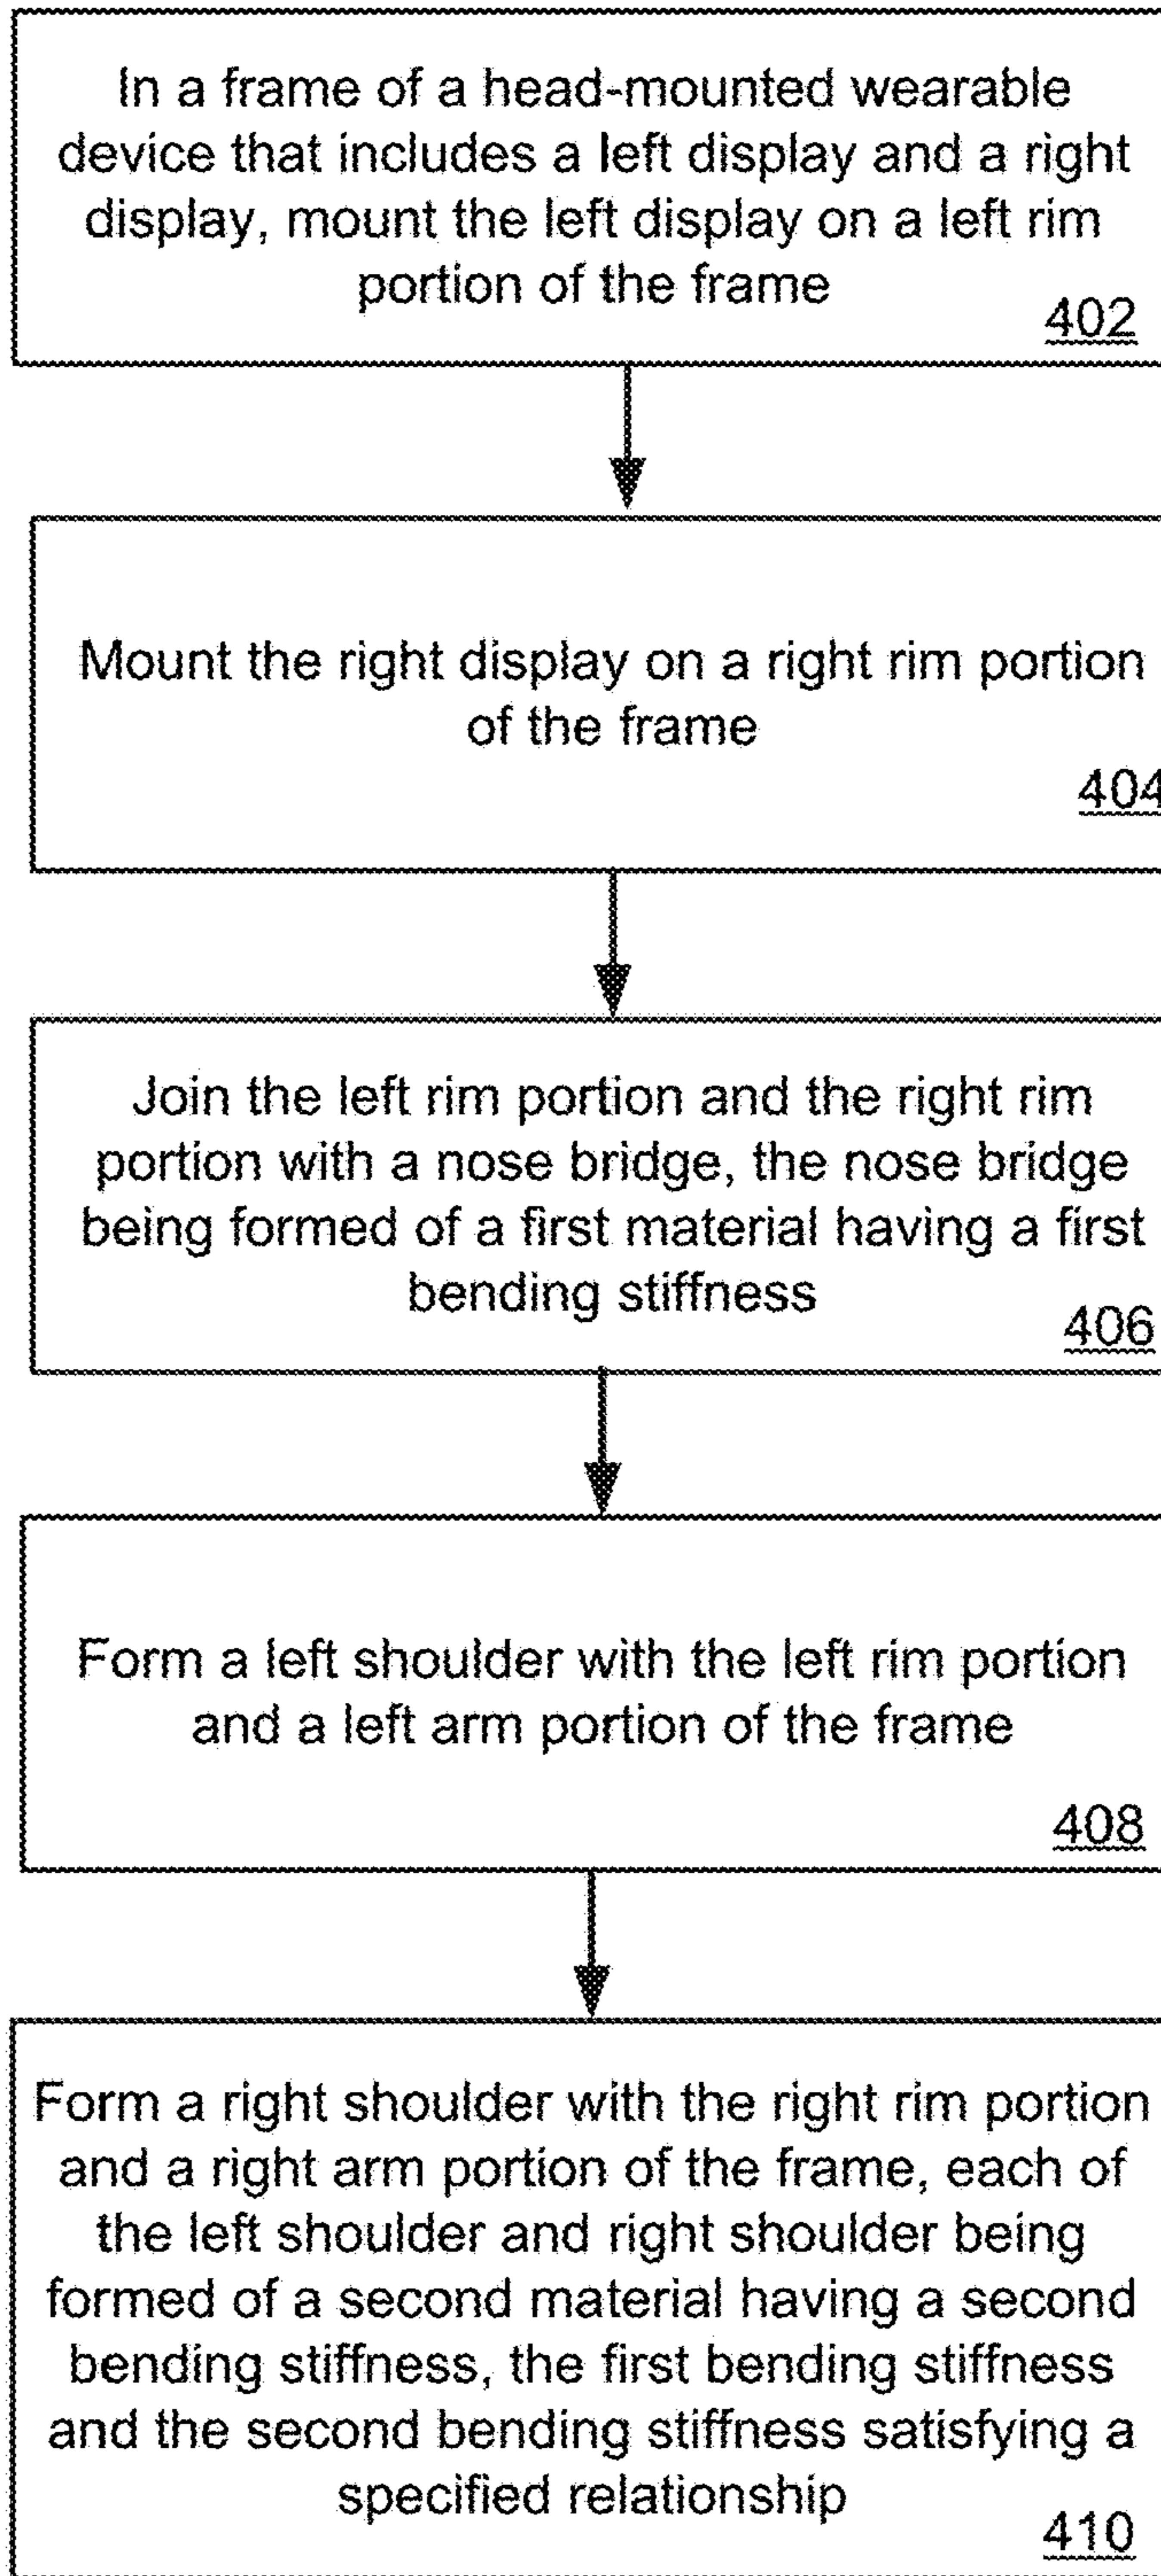 In a frame of a head-mounted wearable
device that includes a left display and a right
display, mount the left display on a left rim
portion of the frame
402
Mount the right display on a right rim portion
of the frame
404
Join the left rim portion and the right rim
portion with a nose bridge, the nose bridge
being formed of a first material having a first
bending stiffness
406
Form a left shoulder with the left rim portion
and a left arm portion of the frame
408
Form a right shoulder with the right rim portion
and a right arm portion of the frame, each of
the left shoulder and right shoulder being
formed of a second material having a second
bending stiffness, the first bending stiffness
and the second bending stiffness satisfying a
specified relationship
410